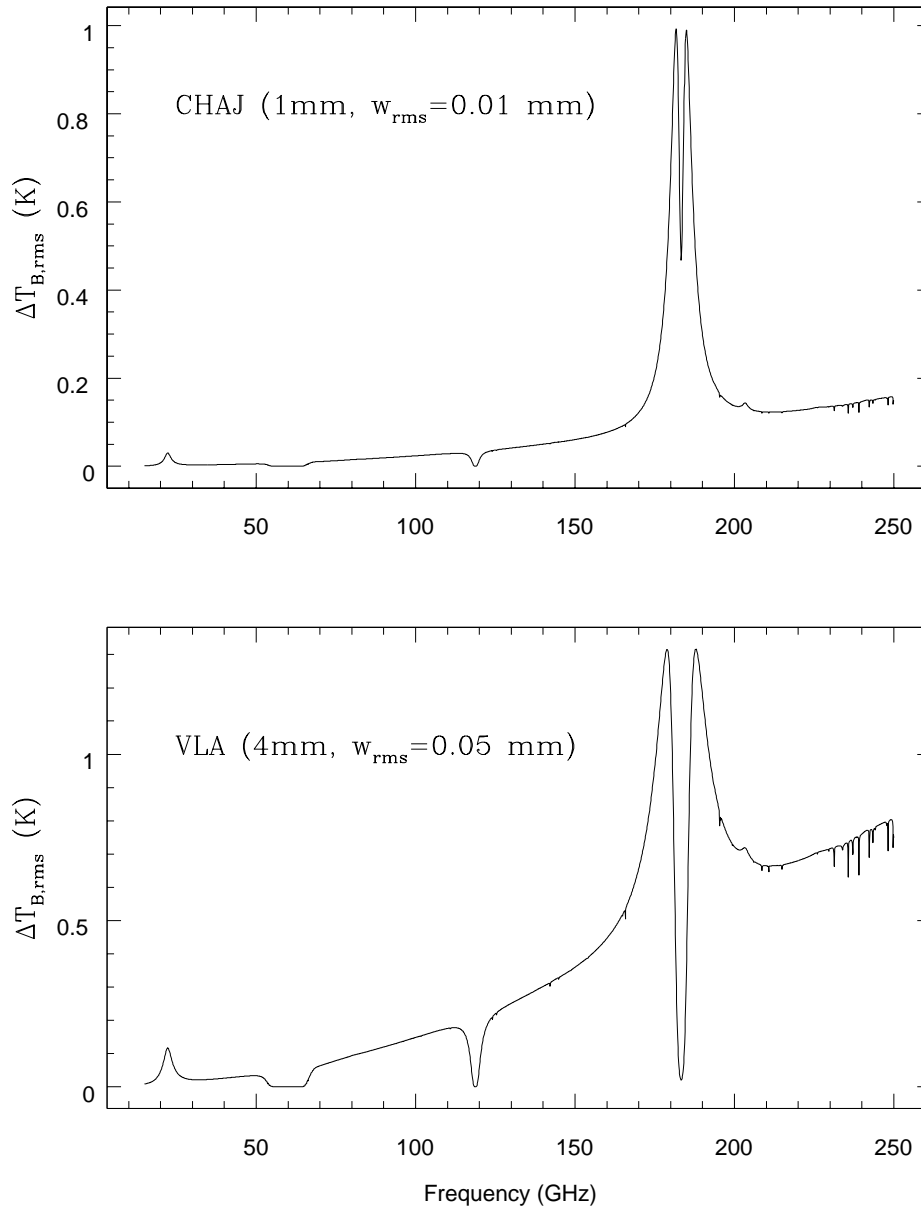 1
0.8
0.6
0.4
0.2
0
ΔT_B,rms (K)
CHAJ (1mm, w_rms=0.01 mm)
50 100 150 200 250
1
0.5
0
ΔT_B,rms (K)
VLA (4mm, w_rms=0.05 mm)
50 100 150 200 250
Frequency (GHz)